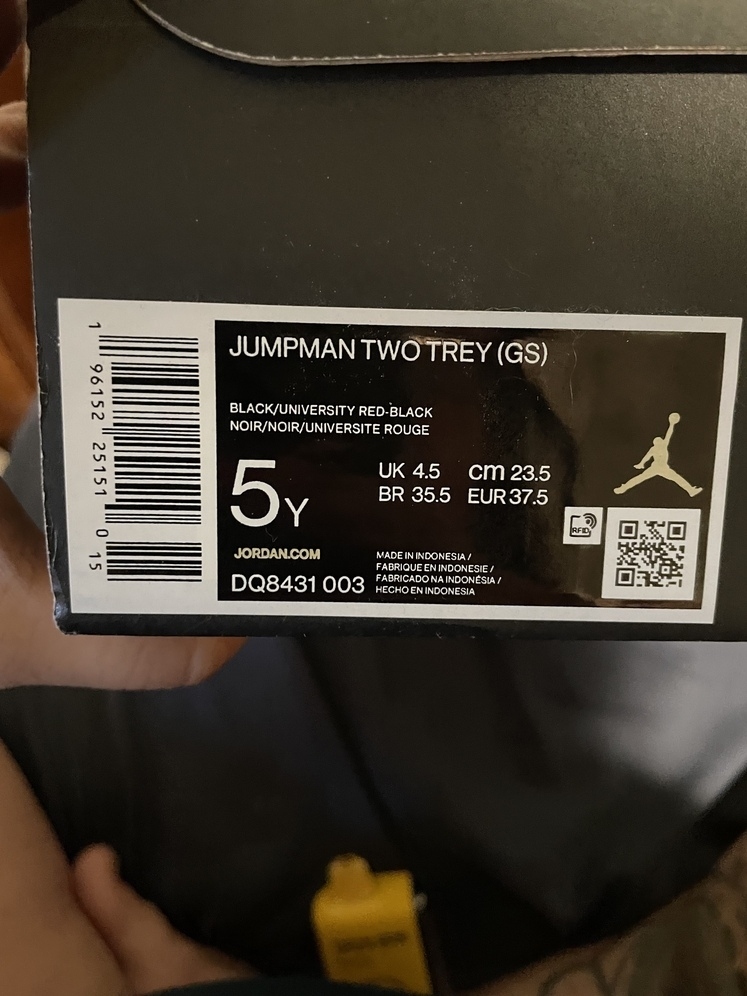 JUMPMAN TWO TREY (GS)
BLACK/UNIVERSITY RED-BLACK
NOIR/NOIR/UNIVERSITE ROUGE
5Y
UK 4.5 cm 23.5
BR 35.5 EUR 37.5
JORDAN.COM
DQ8431 003
MADE IN INDONESIA /
FABRIQUE EN INDONESIE /
FABRICADO NA INDONÉSIA /
HECHO EN INDONESIA
RFID
1 96152 25151 0 15